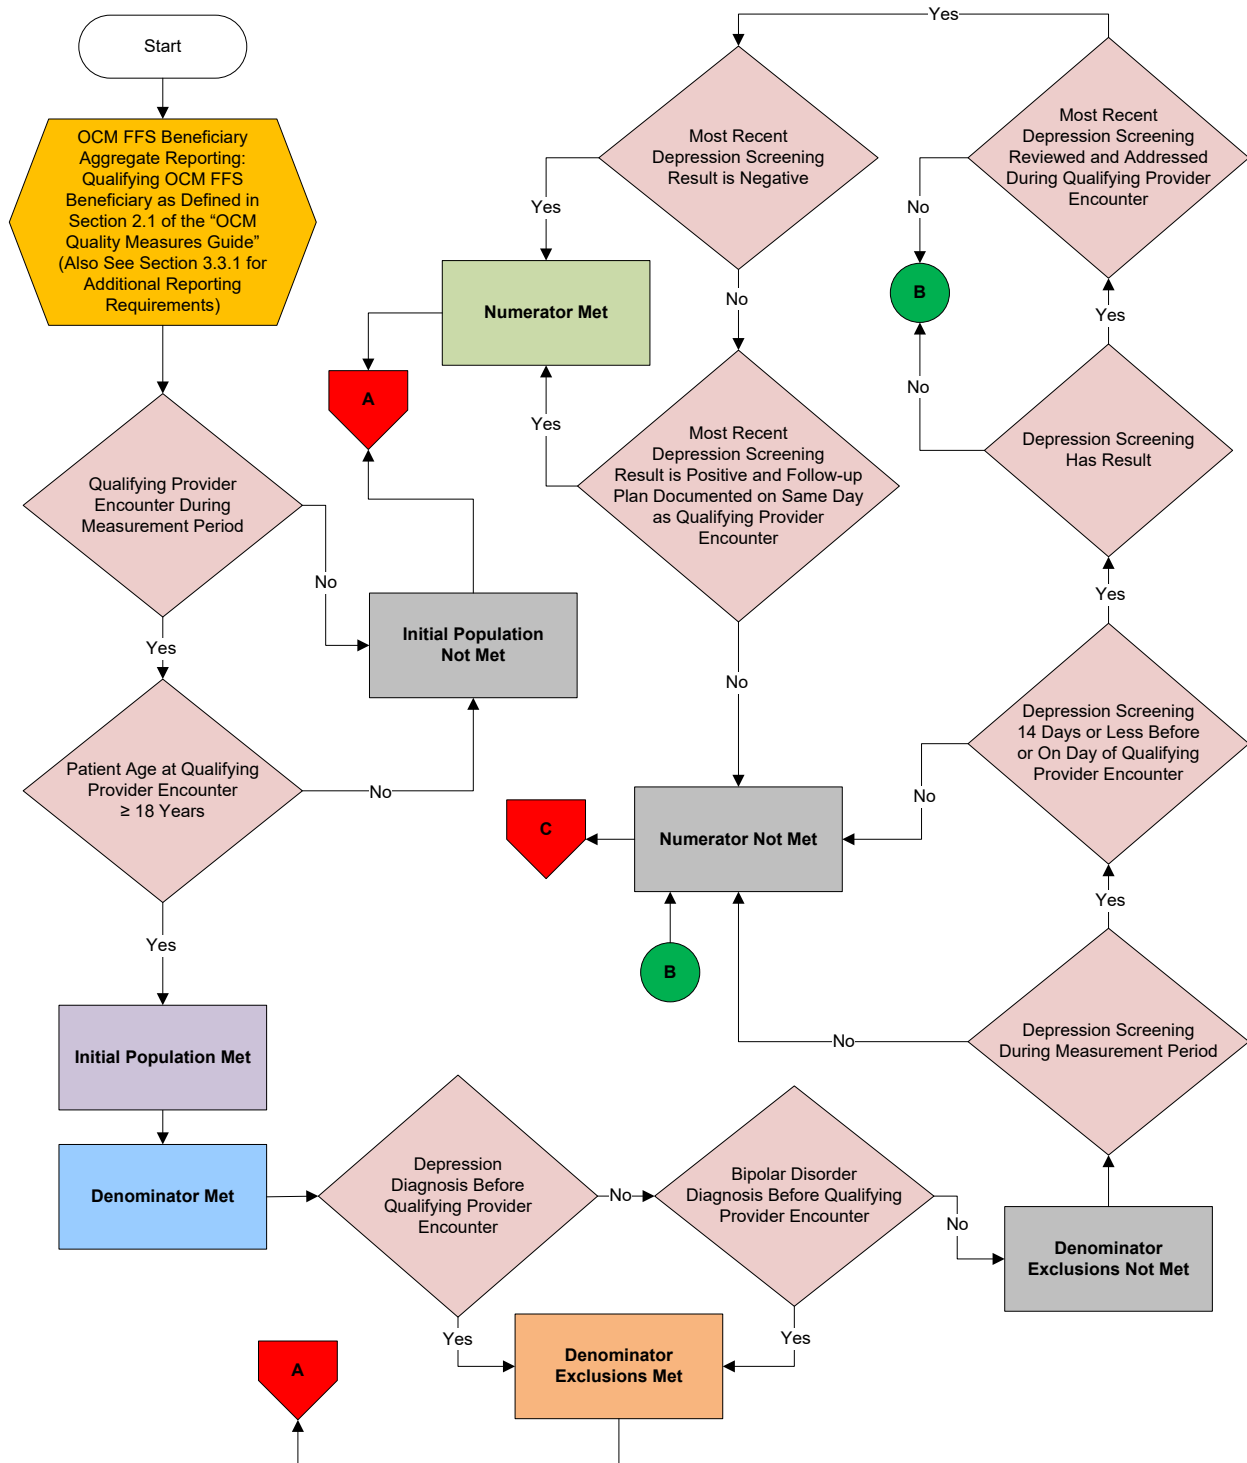 Start
OCM FFS Beneficiary
Aggregate Reporting:
Qualifying OCM FFS
Beneficiary as Defined in
Section 2.1 of the “OCM
Quality Measures Guide”
(Also See Section 3.3.1 for
Additional Reporting
Requirements)
Qualifying Provider
Encounter During
Measurement Period
No
Yes
Initial Population
Not Met
A
Patient Age at Qualifying
Provider Encounter
≥ 18 Years
No
Yes
Initial Population Met
Denominator Met
Depression
Diagnosis Before
Qualifying Provider
Encounter
No
Yes
Bipolar Disorder
Diagnosis Before Qualifying
Provider Encounter
No
Yes
Denominator
Exclusions Met
A
Denominator
Exclusions Not Met
Depression Screening
During Measurement Period
No
Yes
Depression Screening
14 Days or Less Before
or On Day of Qualifying
Provider Encounter
No
Yes
Depression Screening
Has Result
No
Yes
B
Most Recent
Depression Screening
Reviewed and Addressed
During Qualifying Provider
Encounter
No
Yes
Most Recent
Depression Screening
Result is Negative
Yes
No
Numerator Met
Most Recent
Depression Screening
Result is Positive and Follow-up
Plan Documented on Same Day
as Qualifying Provider
Encounter
Yes
No
Numerator Not Met
C
B